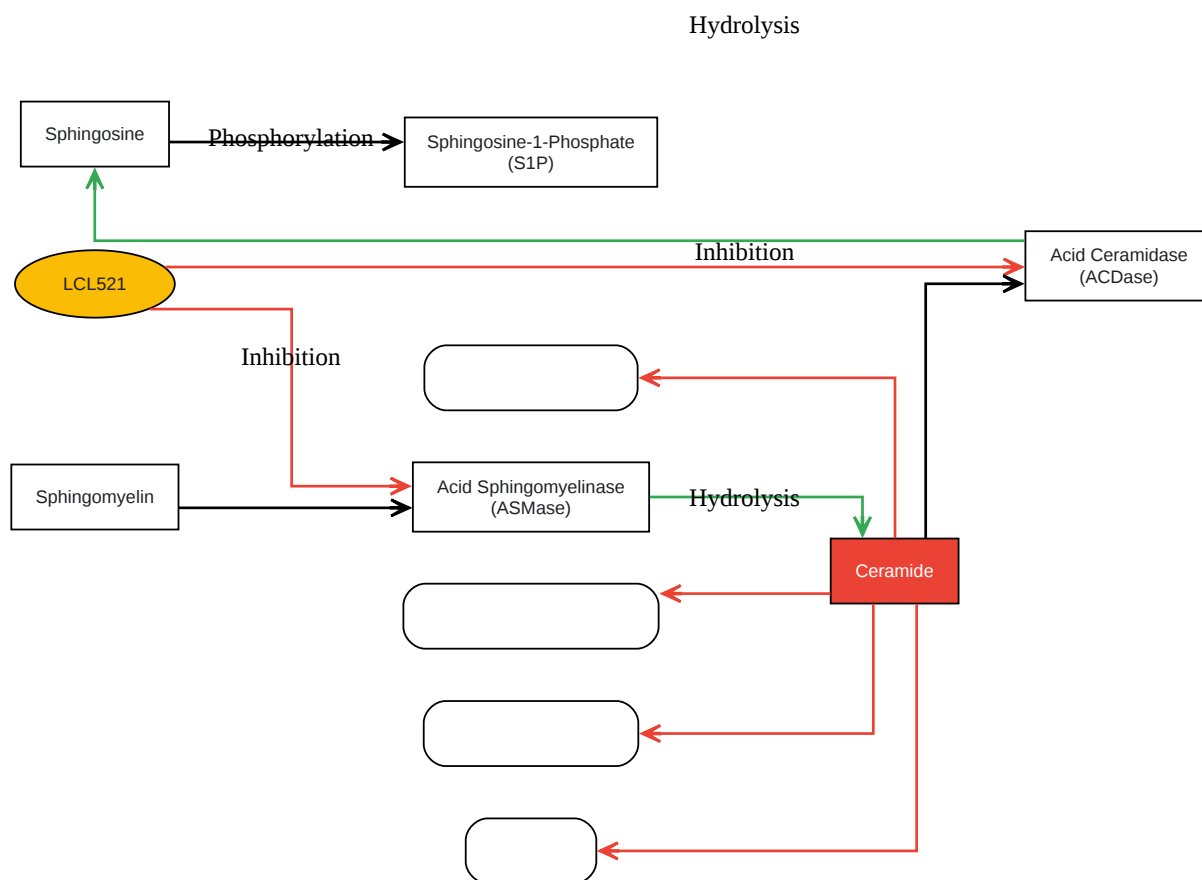 Hydrolysis
Sphingosine
Phosphorylation
Sphingosine-1-Phosphate
(S1P)
Inhibition
Acid Ceramidase
(ACDase)
LCL521
Inhibition
Sphingomyelin
Acid Sphingomyelinase
(ASMase)
Hydrolysis
Ceramide